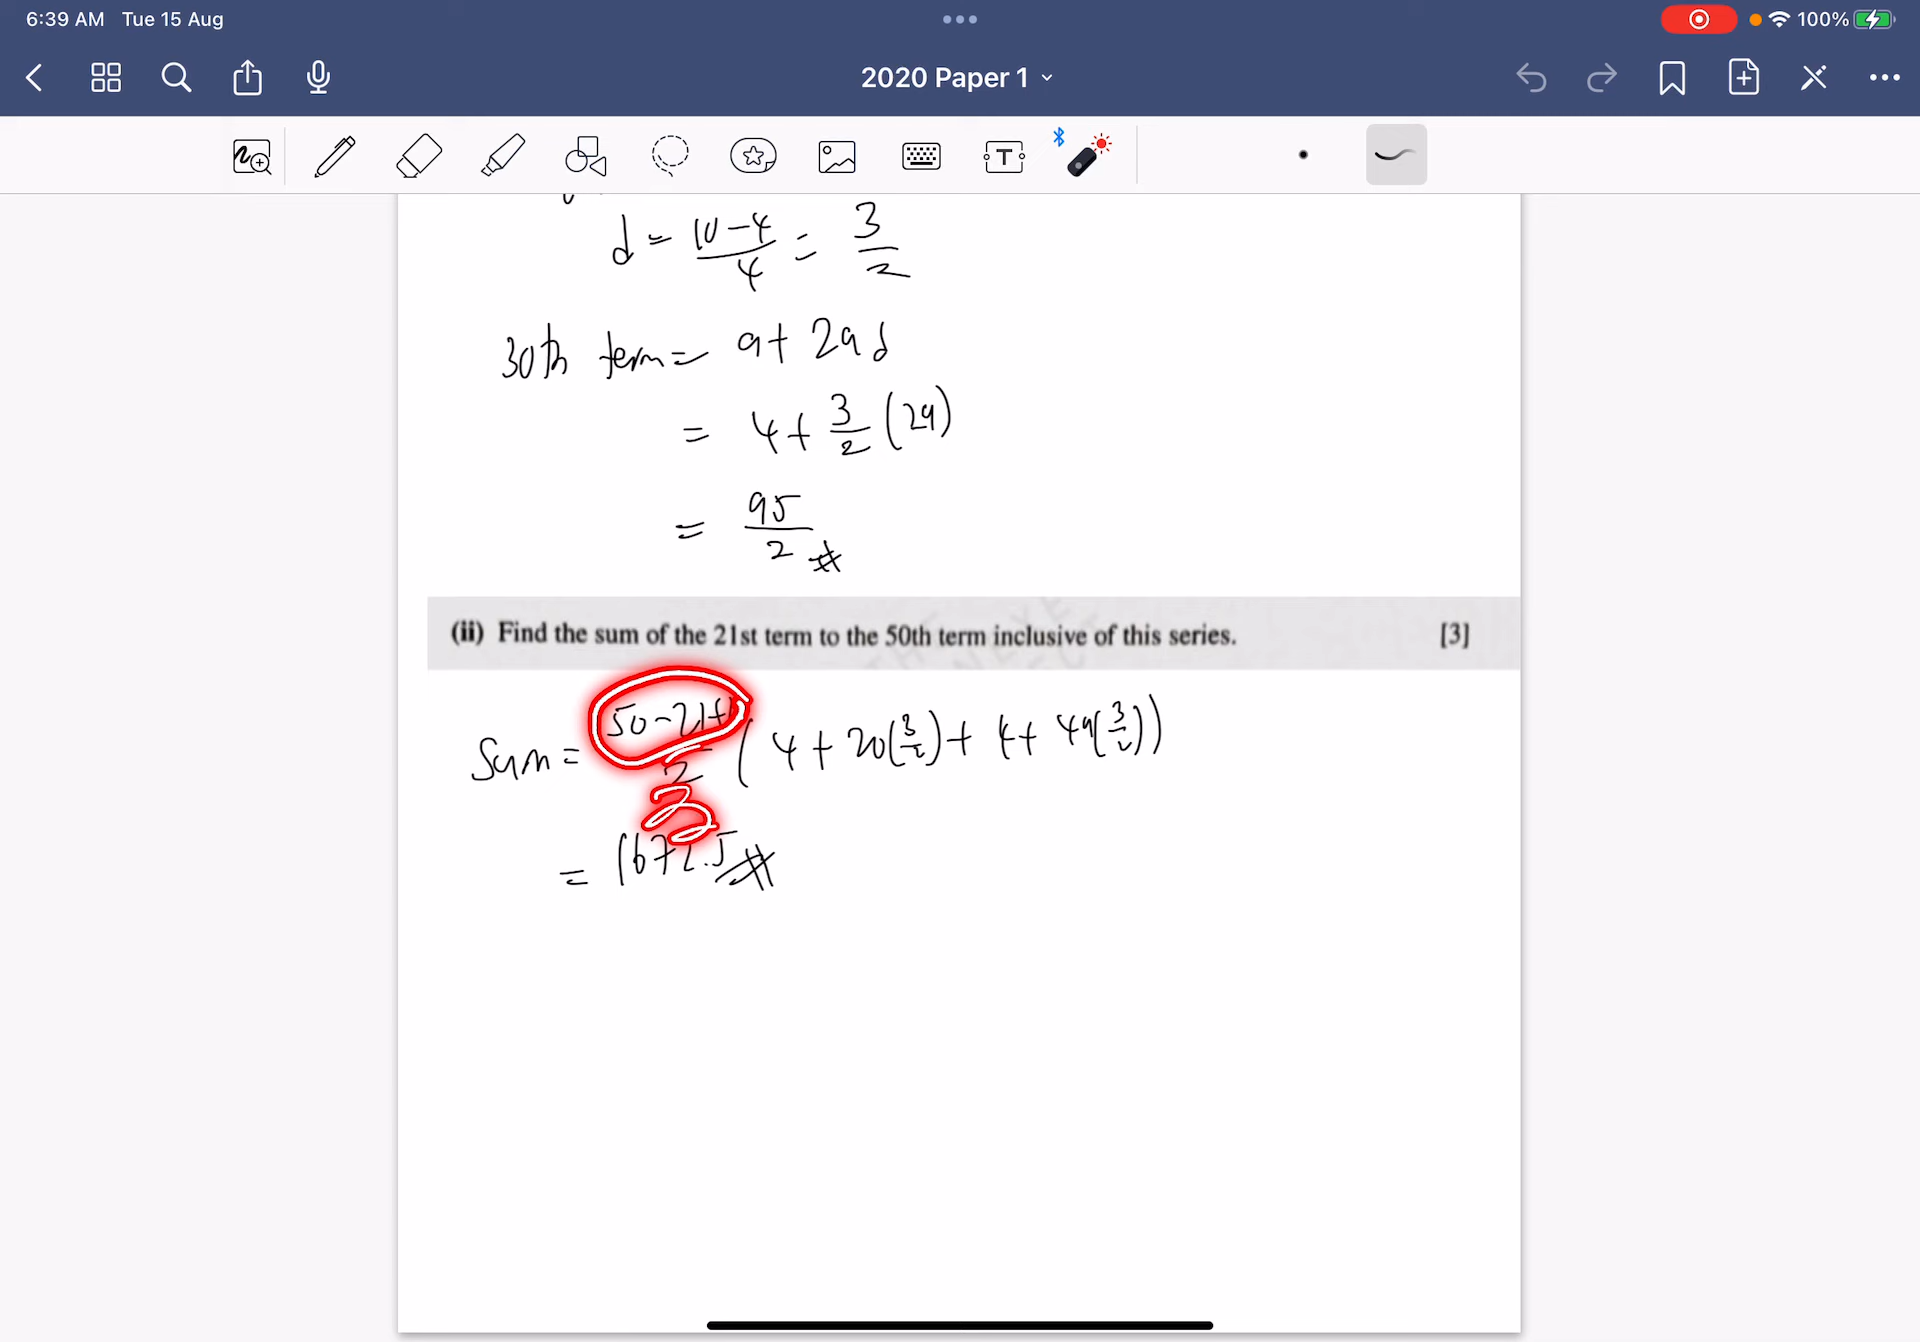 6:39 AM Tue 15 Aug
100%
2020 Paper 1
T
d = 10-4/4 = 3/2
30th term = a+ 29d
= 4+ 3/2 (29)
= 95/2 #
(ii) Find the sum of the 21st term to the 50th term inclusive of this series. [3]
Sum = 50-21+1/2 ( 4 + 20(3/2) + 4+ 49(3/2))
= 1672.5 #